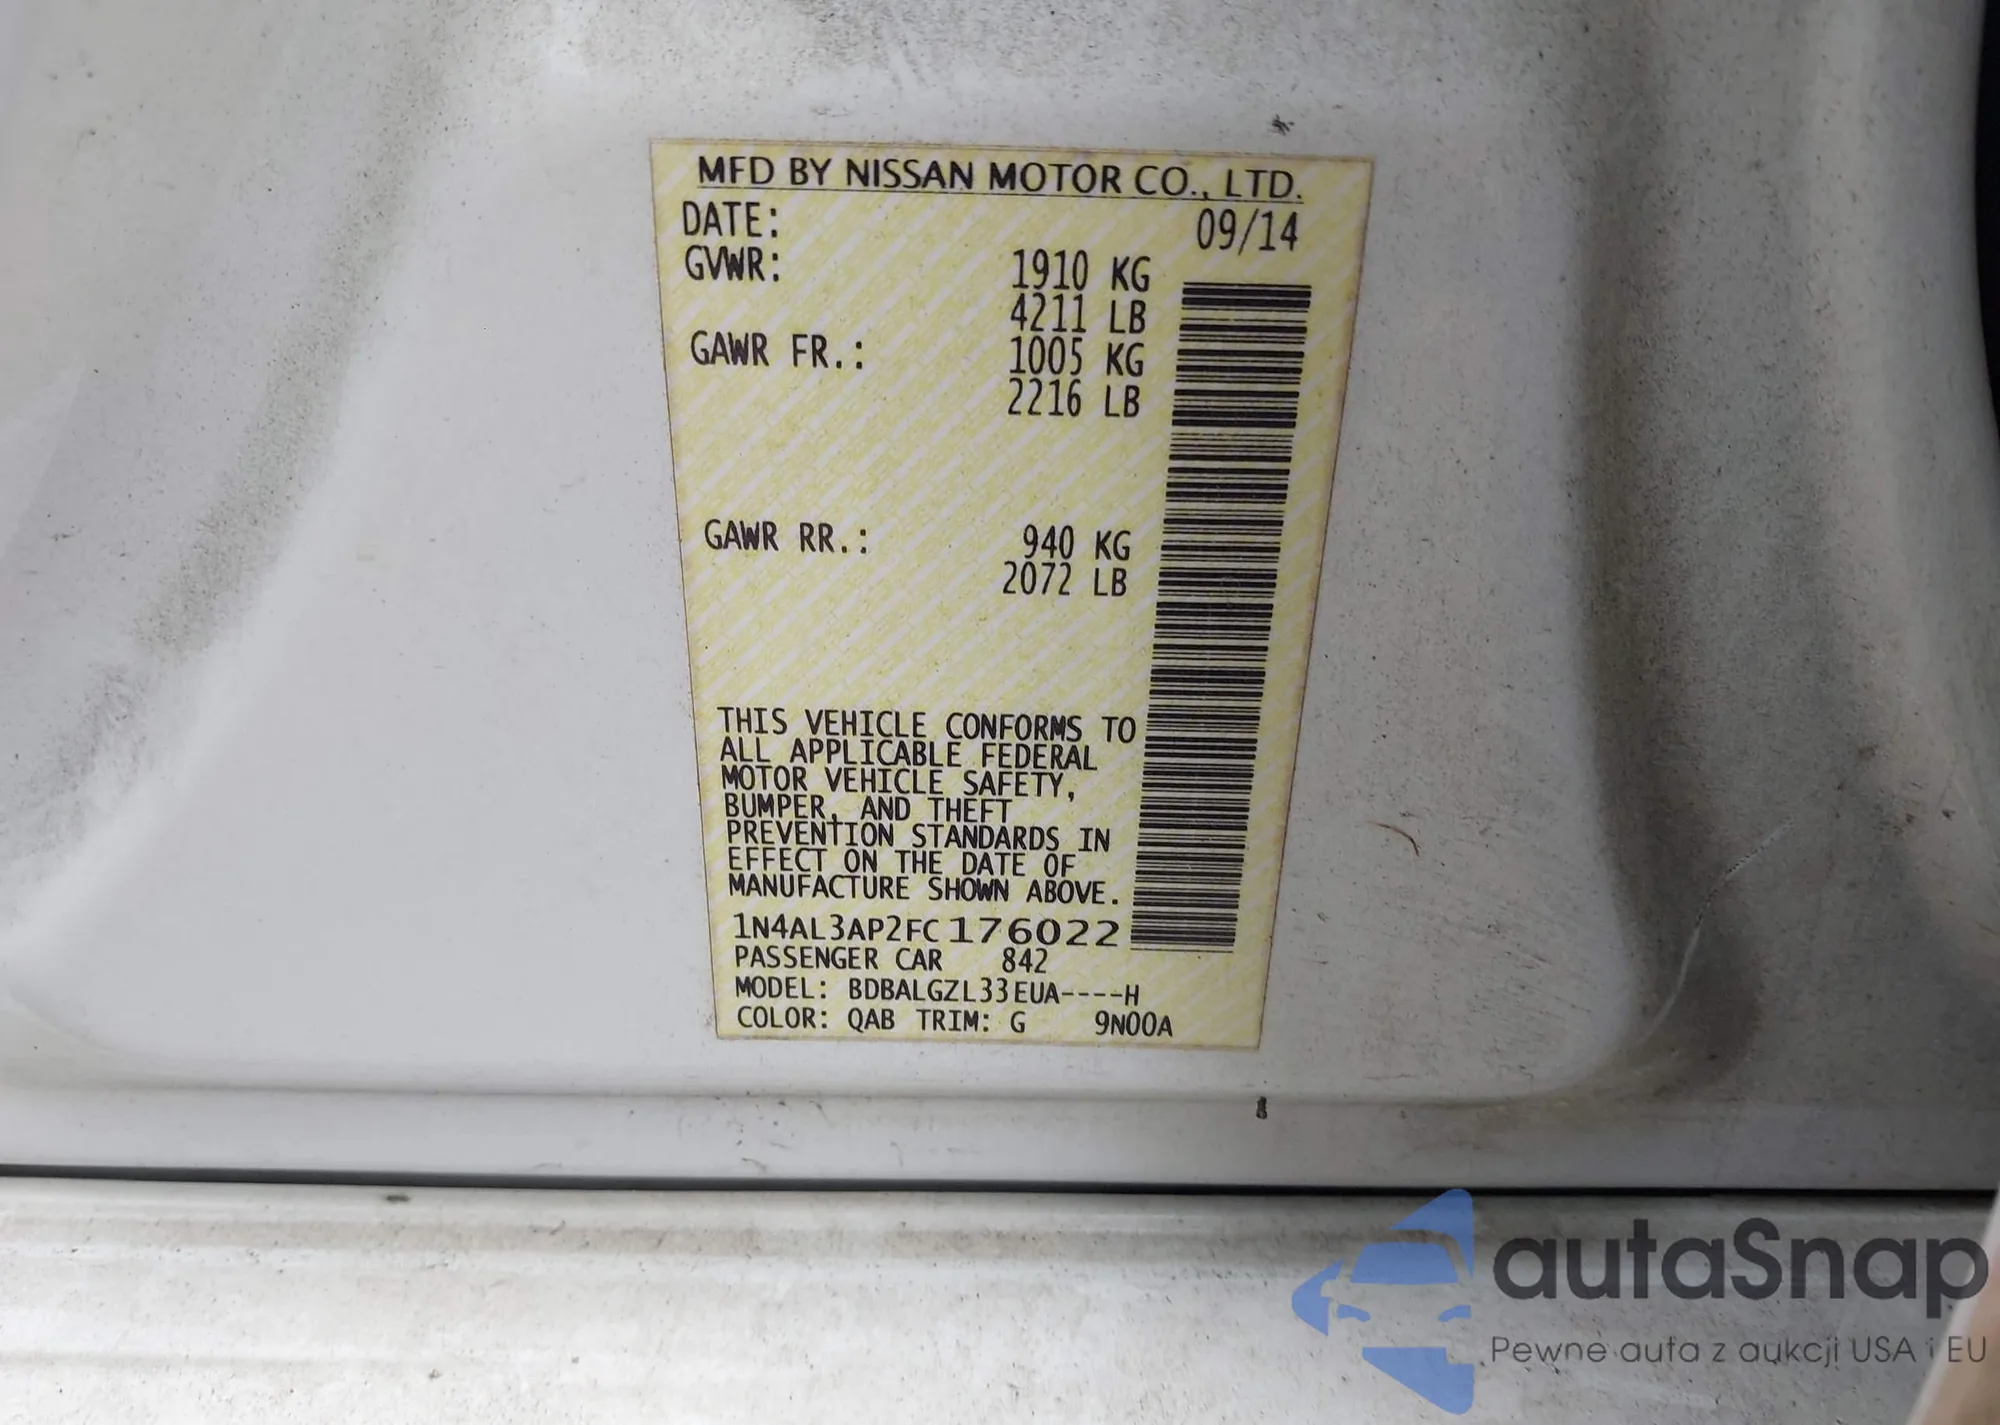 MFD BY NISSAN MOTOR CO., LTD.
DATE: 09/14
GVWR: 1910 KG
4211 LB
GAWR FR.: 1005 KG
2216 LB
GAWR RR.: 940 KG
2072 LB
THIS VEHICLE CONFORMS TO
ALL APPLICABLE FEDERAL
MOTOR VEHICLE SAFETY,
BUMPER, AND THEFT
PREVENTION STANDARDS IN
EFFECT ON THE DATE OF
MANUFACTURE SHOWN ABOVE.
1N4AL3AP2FC176022
PASSENGER CAR 842
MODEL: BDBALGZL33EUA----H
COLOR: QAB TRIM: G 9N00A
autaSnap
Pewne auta z aukcji USA i EU